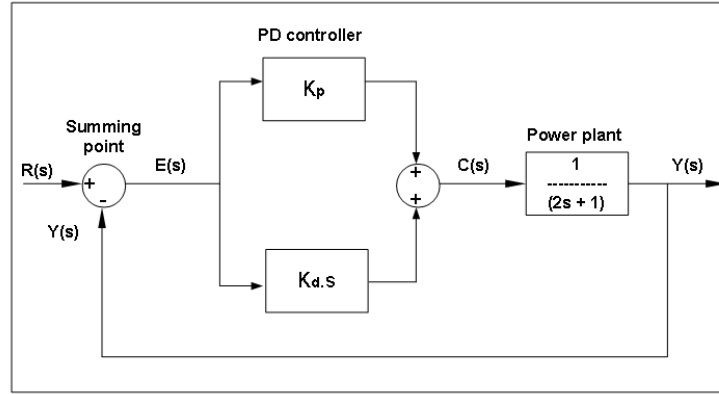 PD controller
Kp
Summing
point
Power plant
R(s)
+
-
E(s)
+
+
C(s)
1
-----------
(2s + 1)
Y(s)
Y(s)
Kd.s